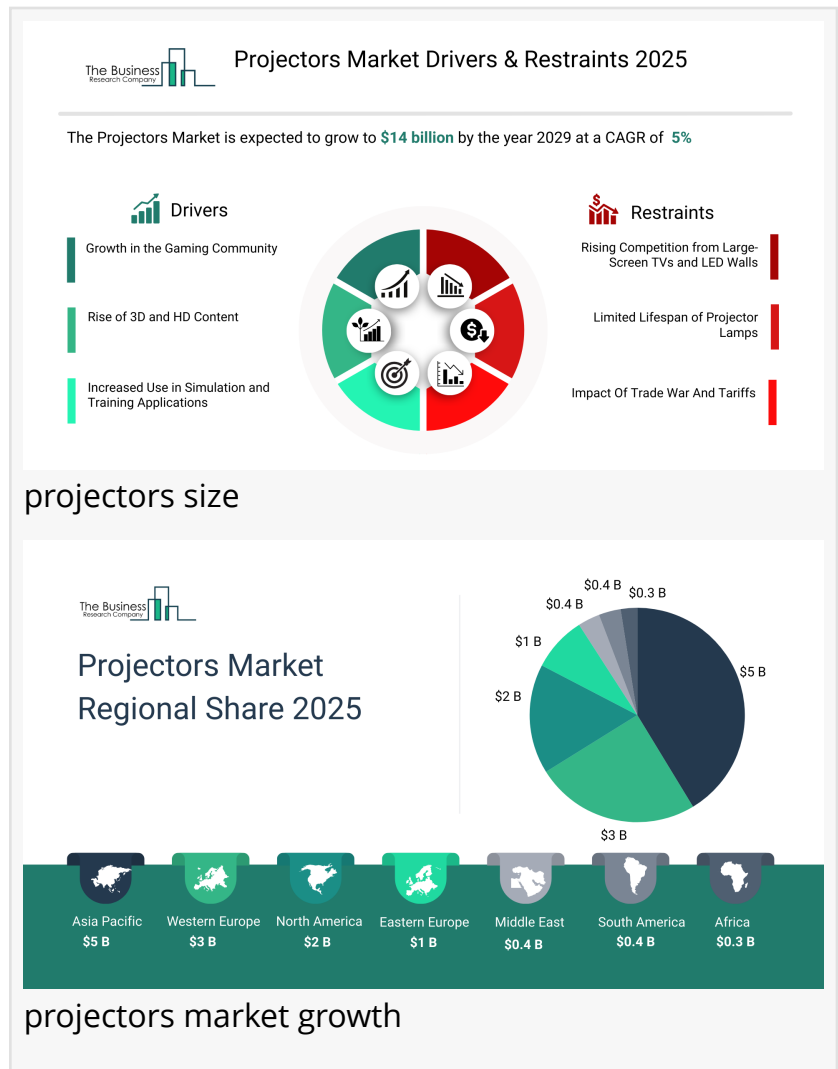 The Business
Research Company
Projectors Market Drivers & Restraints 2025
The Projectors Market is expected to grow to $14 billion by the year 2029 at a CAGR of 5%
Drivers
Growth in the Gaming Community
Rise of 3D and HD Content
Increased Use in Simulation and
Training Applications
$
Restraints
Rising Competition from Large-
Screen TVs and LED Walls
Limited Lifespan of Projector
Lamps
Impact Of Trade War And Tariffs
$
projectors size
The Business
Research Company
Projectors Market
Regional Share 2025
$0.4 B
$0.3 B
$0.4 B
$1 B
$5 B
$2 B
$3 B
Asia Pacific
$5 B
Western Europe
$3 B
North America
$2 B
Eastern Europe
$1 B
Middle East
$0.4 B
South America
$0.4 B
Africa
$0.3 B
projectors market growth